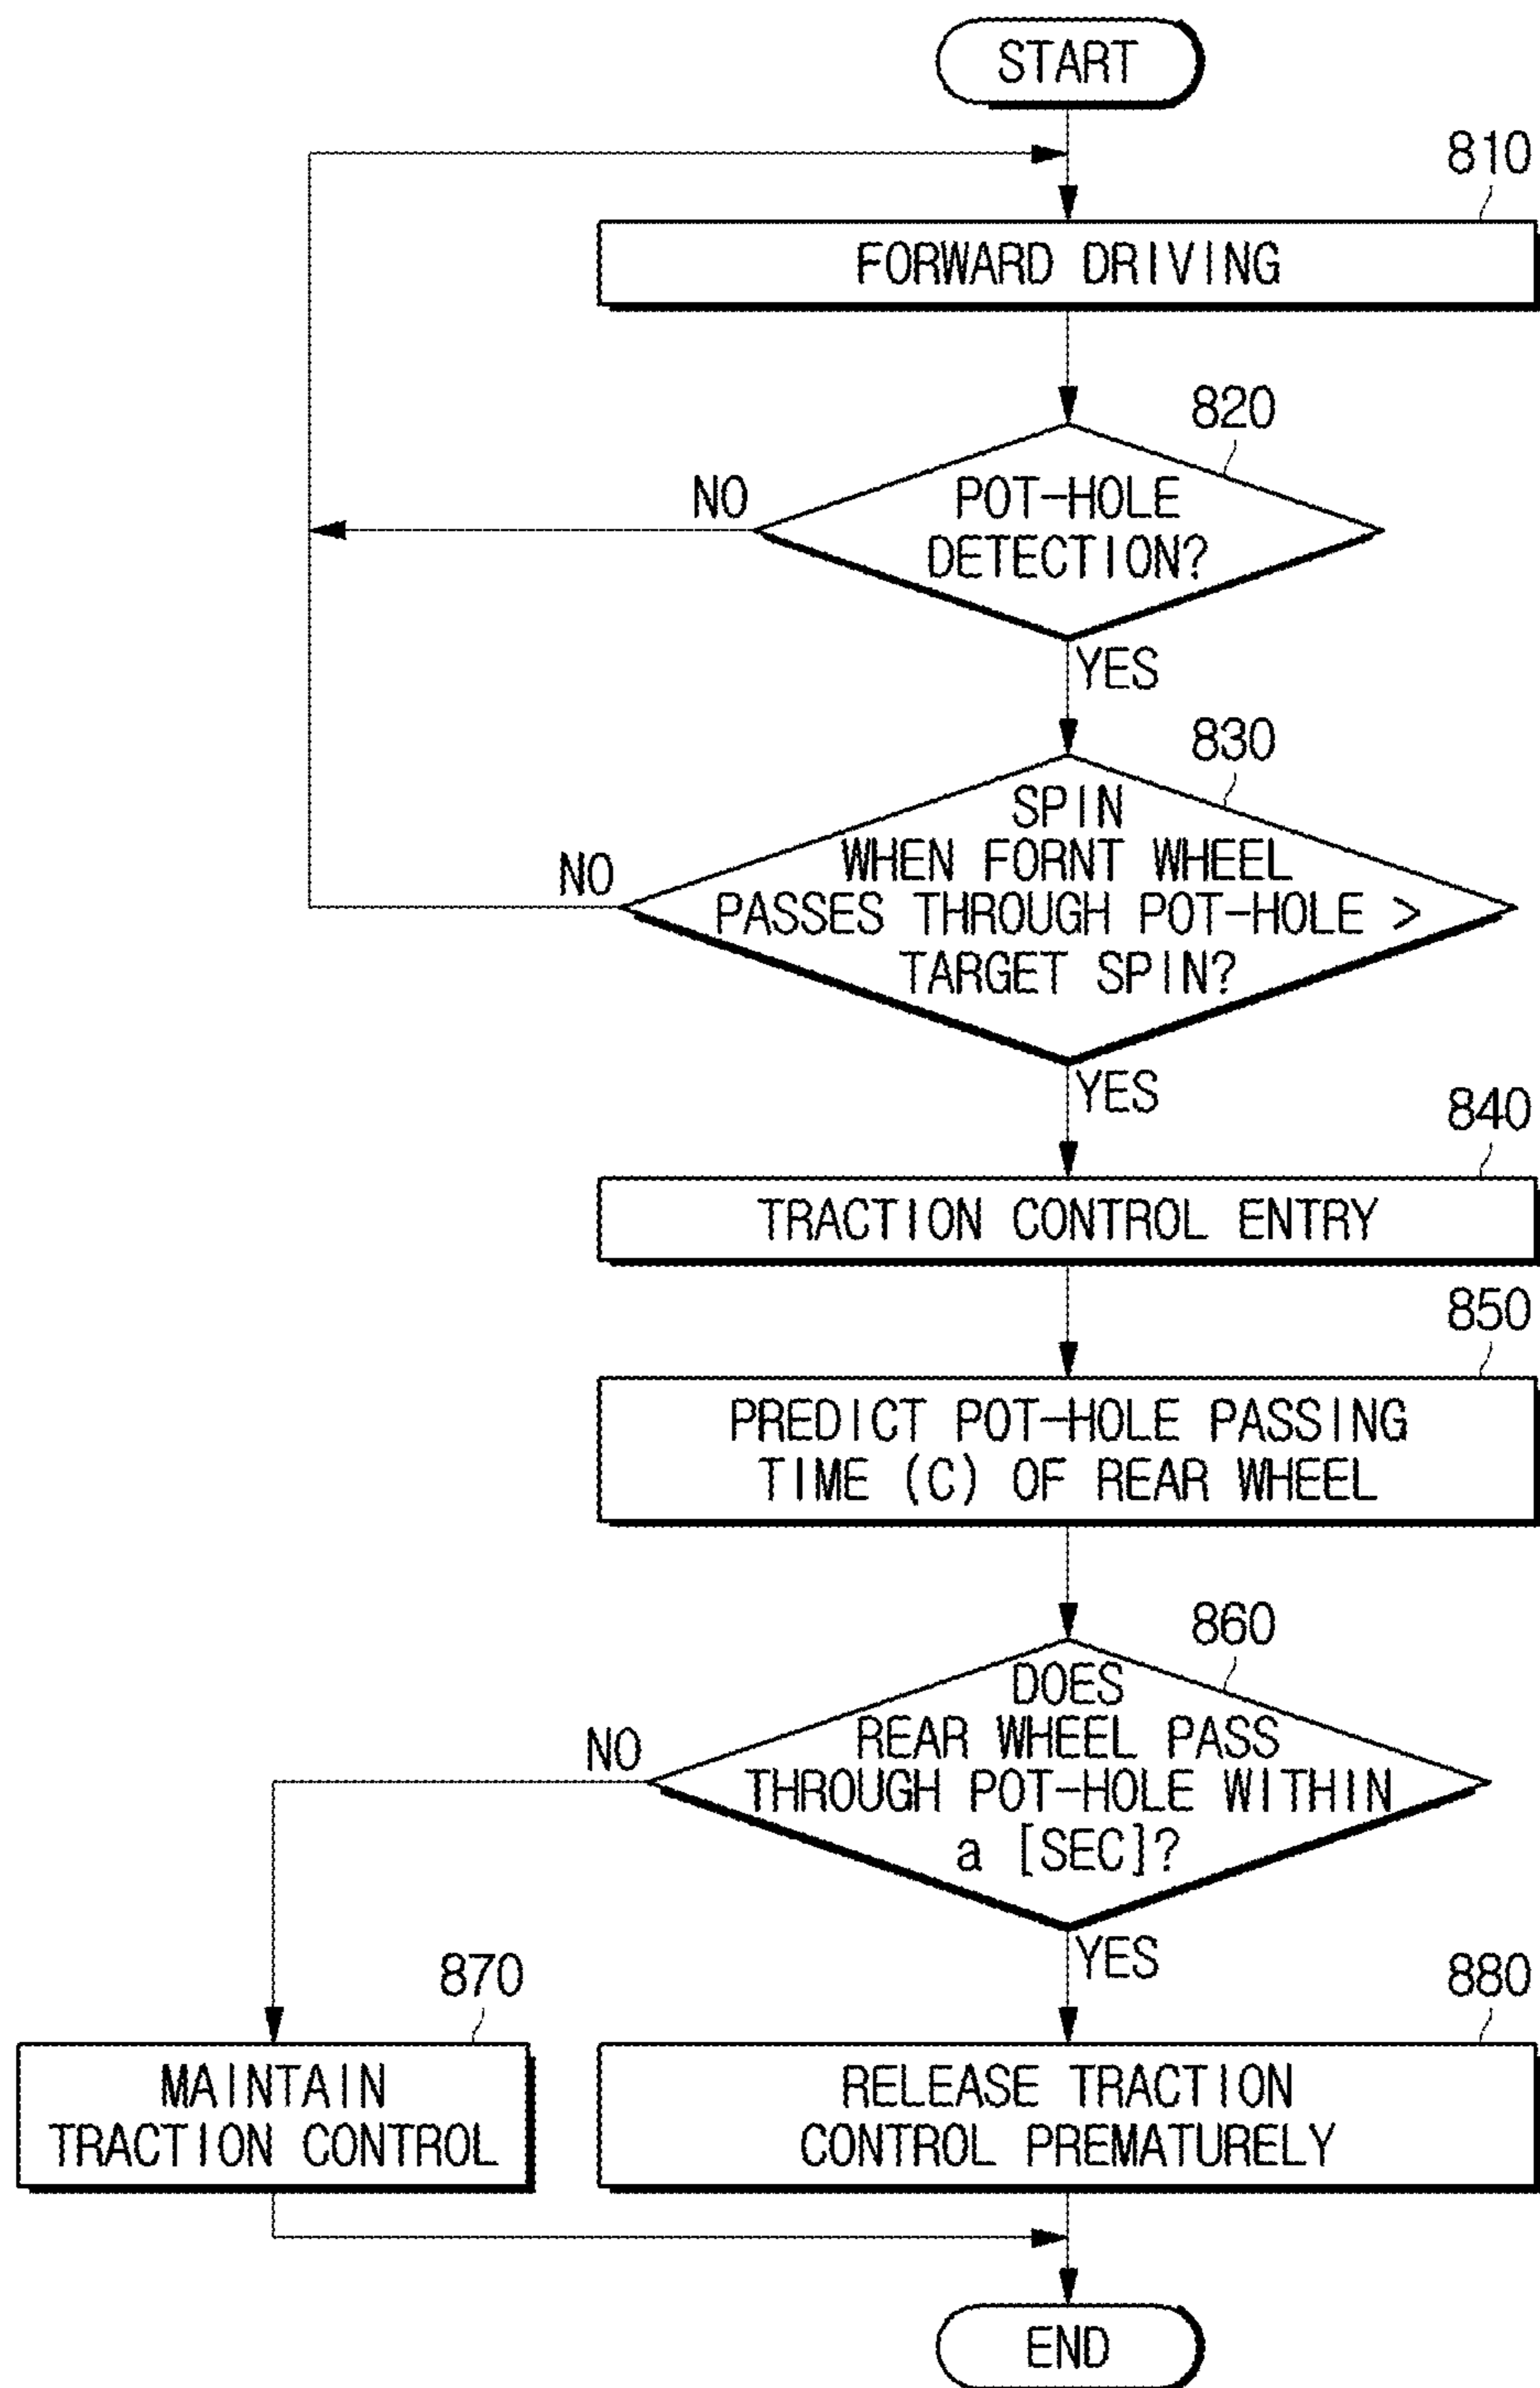 START
810
FORWARD DRIVING
820
NO
POT-HOLE
DETECTION?
YES
830
SPIN
WHEN FORNT WHEEL
NO
PASSES THROUGH POT-HOLE >
TARGET SPIN?
YES
840
TRACTION CONTROL ENTRY
850
PREDICT POT-HOLE PASSING
TIME (C) OF REAR WHEEL
860
DOES
NO
REAR WHEEL PASS
THROUGH POT-HOLE WITHIN
a [SEC]?
YES
870
MAINTAIN
TRACTION CONTROL
880
RELEASE TRACTION
CONTROL PREMATURELY
END